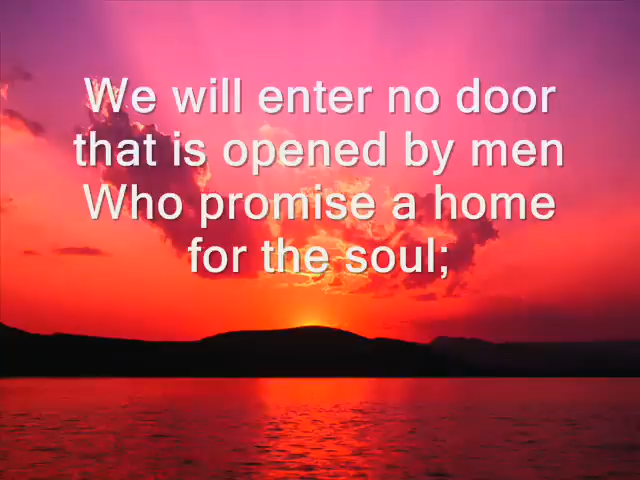 We will enter no door
that is opened by men
Who promise a home
for the soul;